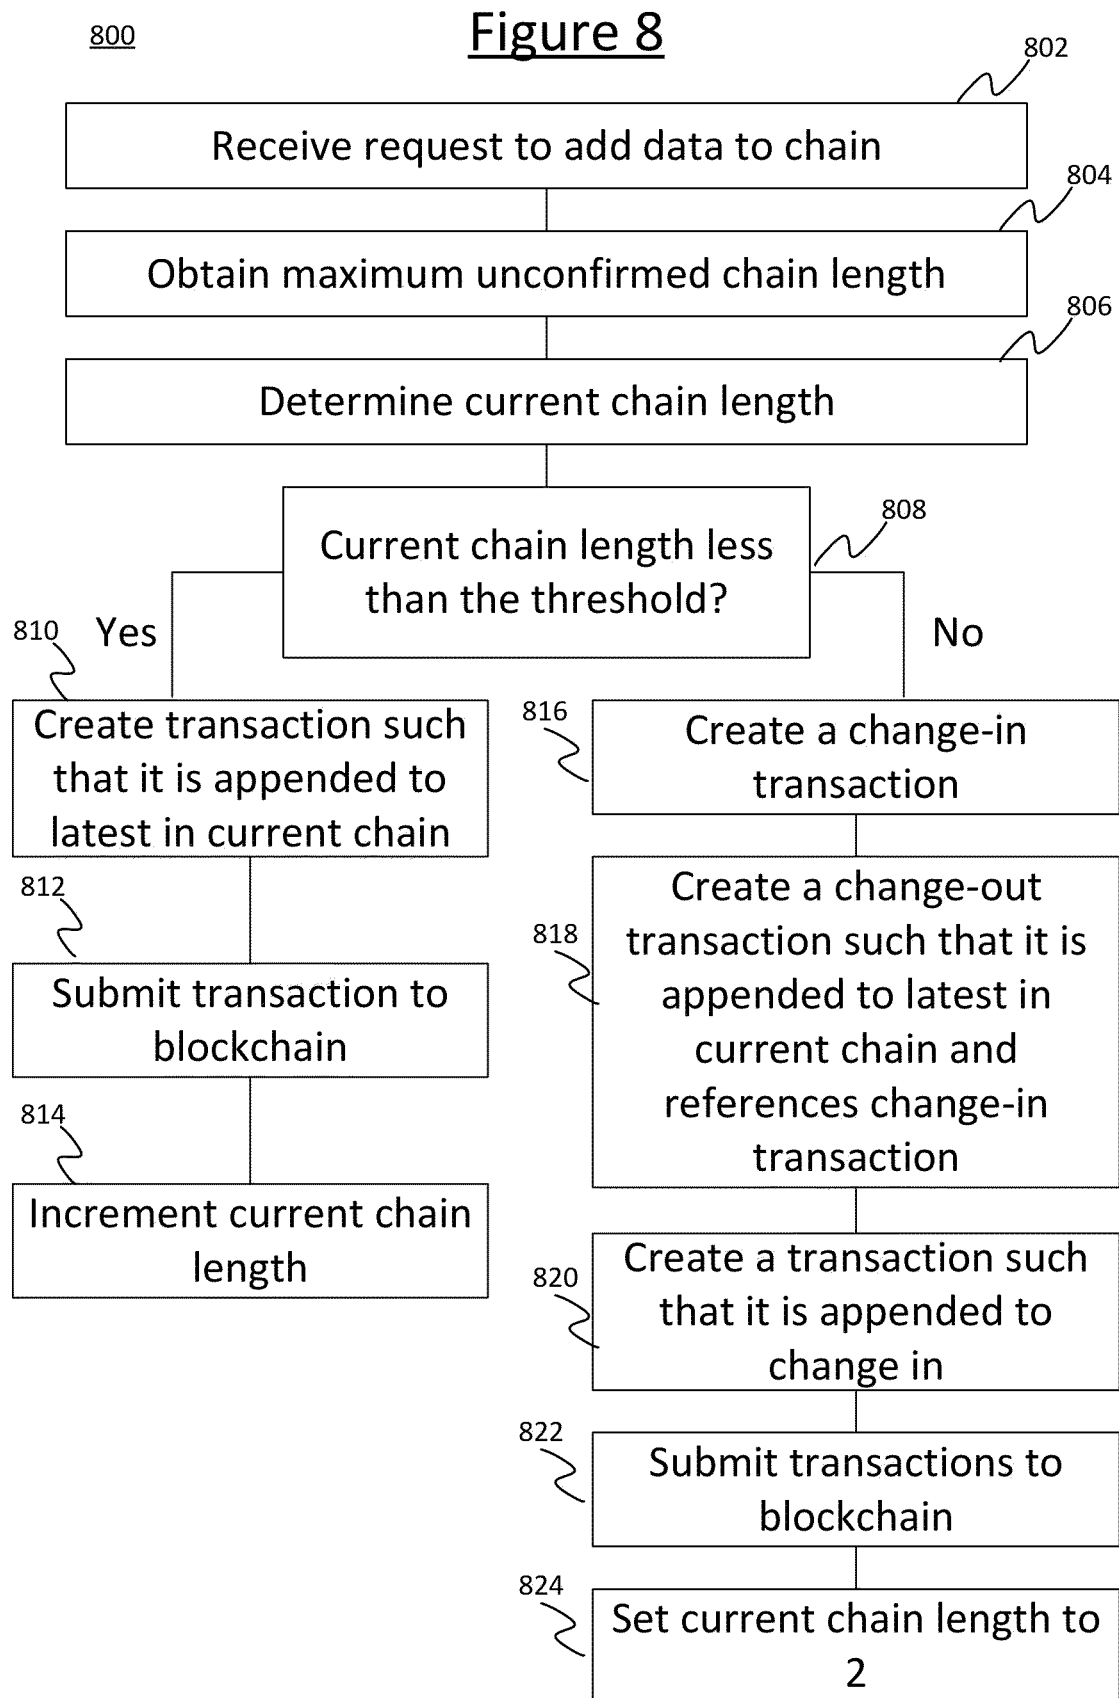 800
Figure 8
802
Receive request to add data to chain
804
Obtain maximum unconfirmed chain length
806
Determine current chain length
808
Current chain length less
than the threshold?
Yes
No
810
Create transaction such
that it is appended to
latest in current chain
812
Submit transaction to
blockchain
814
Increment current chain
length
816
Create a change-in
transaction
818
Create a change-out
transaction such that it is
appended to latest in
current chain and
references change-in
transaction
820
Create a transaction such
that it is appended to
change in
822
Submit transactions to
blockchain
824
Set current chain length to
2